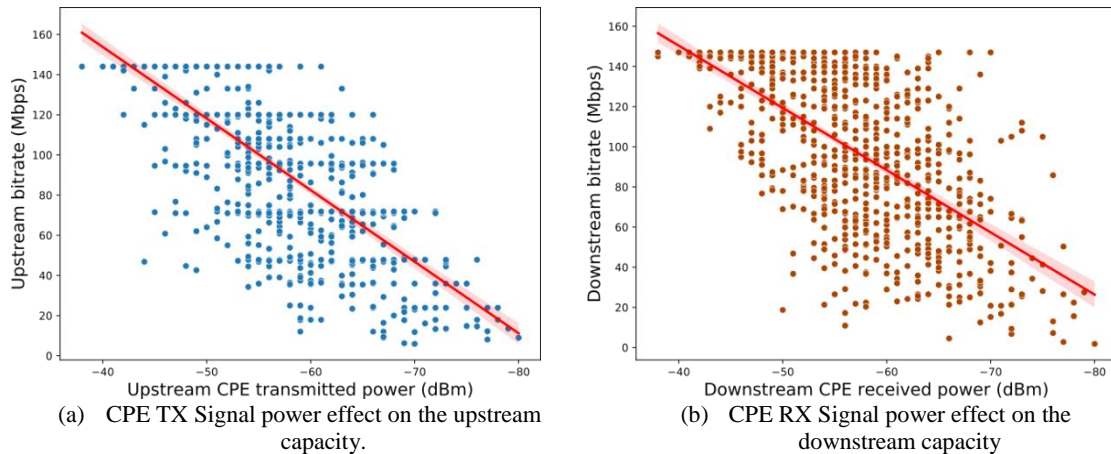 160
140
120
100
80
60
40
20
0
Upstream bitrate (Mbps)
−40 −50 −60 −70 −80
Upstream CPE transmitted power (dBm)
(a) CPE TX Signal power effect on the upstream
capacity.
160
140
120
100
80
60
40
20
0
Downstream bitrate (Mbps)
−40 −50 −60 −70 −80
Downstream CPE received power (dBm)
(b) CPE RX Signal power effect on the
downstream capacity